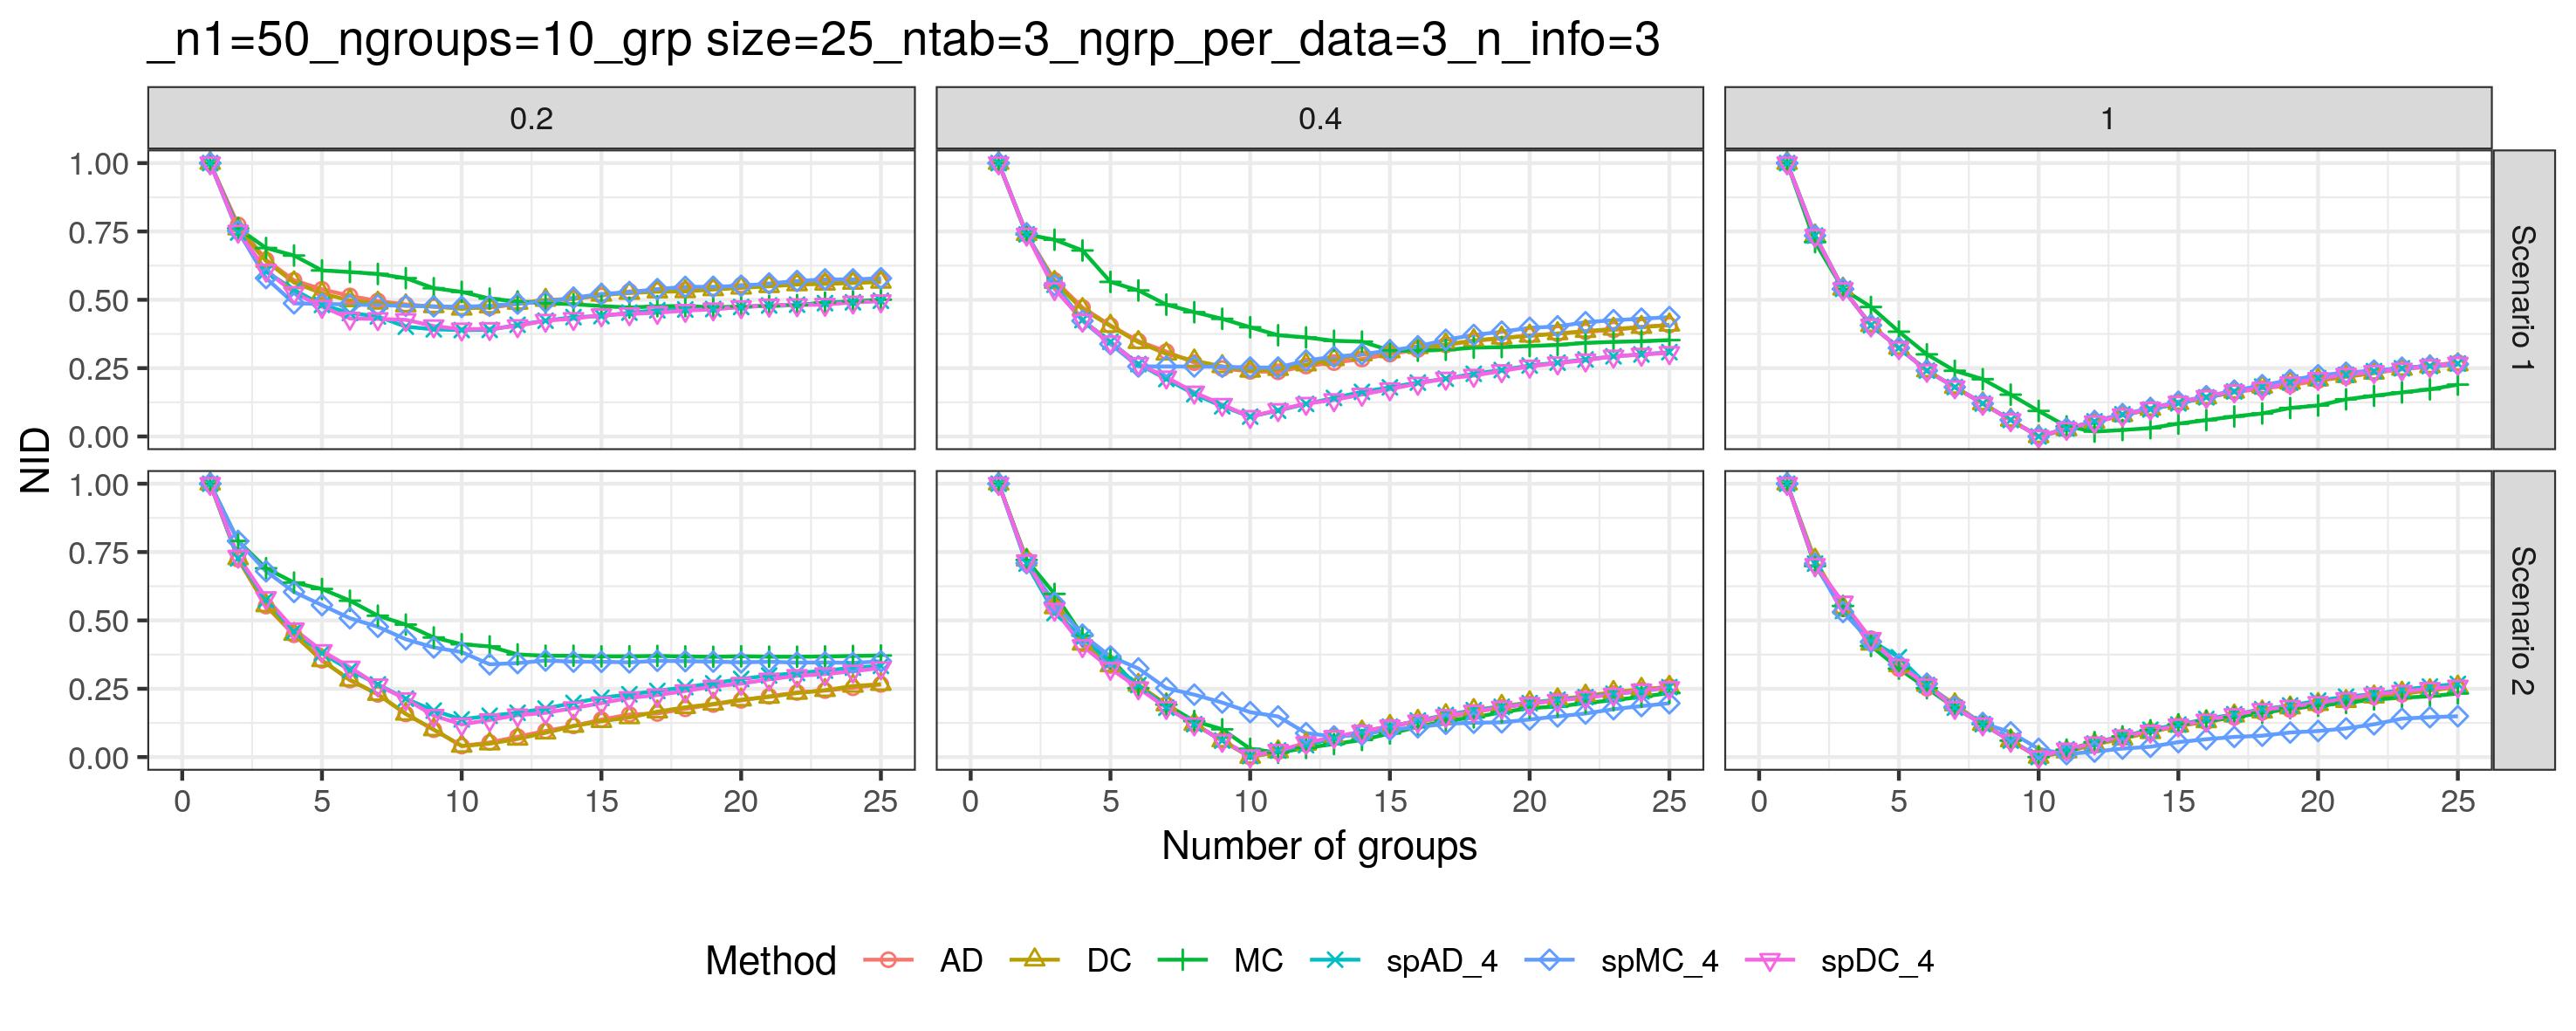 _n1=50_ngroups=10_grp size=25_ntab=3_ngrp_per_data=3_n_info=3
0.2 0.4 1
1.00
0.75
0.50
0.25
0.00
Scenario 1
NID
1.00
0.75
0.50
0.25
0.00
Scenario 2
0 5 10 15 20 25 0 5 10 15 20 25 0 5 10 15 20 25
Number of groups
Method AD DC MC spAD_4 spMC_4 spDC_4